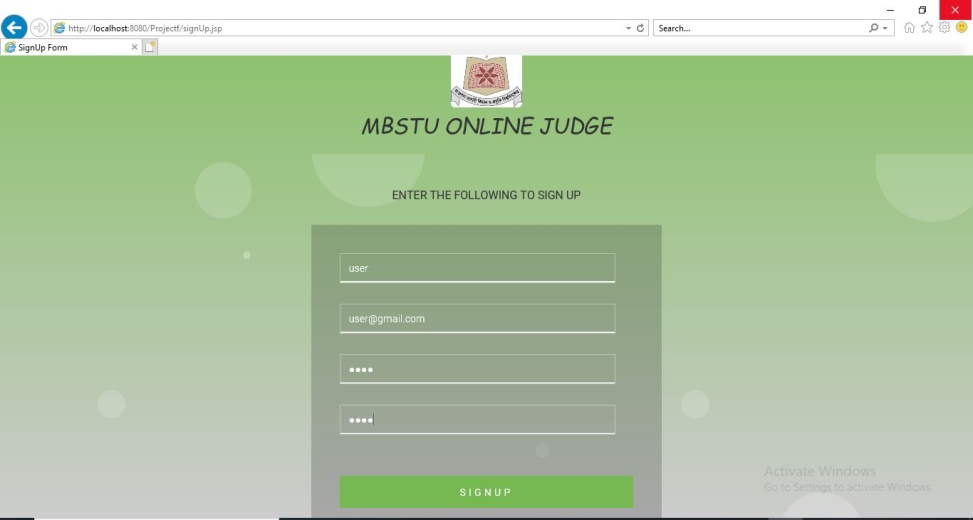 http://localhost:8080/Projectf/signUp.jsp
Search...
SignUp Form
MBSTU ONLINE JUDGE
ENTER THE FOLLOWING TO SIGN UP
user
user@gmail.com
••••
••••
SIGNUP
Activate Windows
Go to Settings to activate Windows.